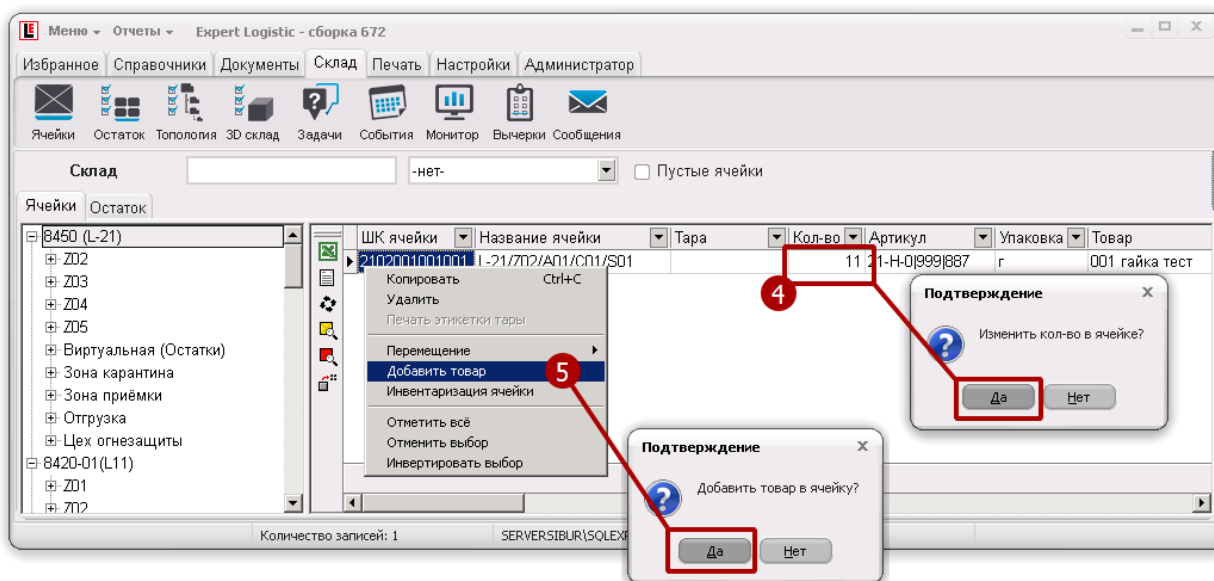 Меню Отчеты Expert Logistic - сборка 672
Избранное Справочники Документы Склад Печать Настройки Администратор
Ячейки Остаток Топология 3D склад Задачи События Монитор Вычерки Сообщения
Склад -нет- Пустые ячейки
Ячейки Остаток
8450 (L-21)
Z02
Z03
Z04
Z05
Виртуальная (Остатки)
Зона карантина
Зона приёмки
Отгрузка
Цех огнезащиты
8420-01(L11)
Z01
Z02
ШК ячейки Название ячейки Тара Кол-во Артикул Упаковка Товар
2102001001001 L-21/Z02/A01/C01/S01 11 21-Н-0|999|887 г 001 гайка тест
Копировать Ctrl+C
Удалить
Печать этикетки тары
Перемещение
Добавить товар
Инвентаризация ячейки
Отметить всё
Отменить выбор
Инвертировать выбор
4
5
Подтверждение X
Изменить кол-во в ячейке?
Да Нет
Подтверждение X
Добавить товар в ячейку?
Да Нет
Количество записей: 1 SERVERSIBUR\SQLEXP